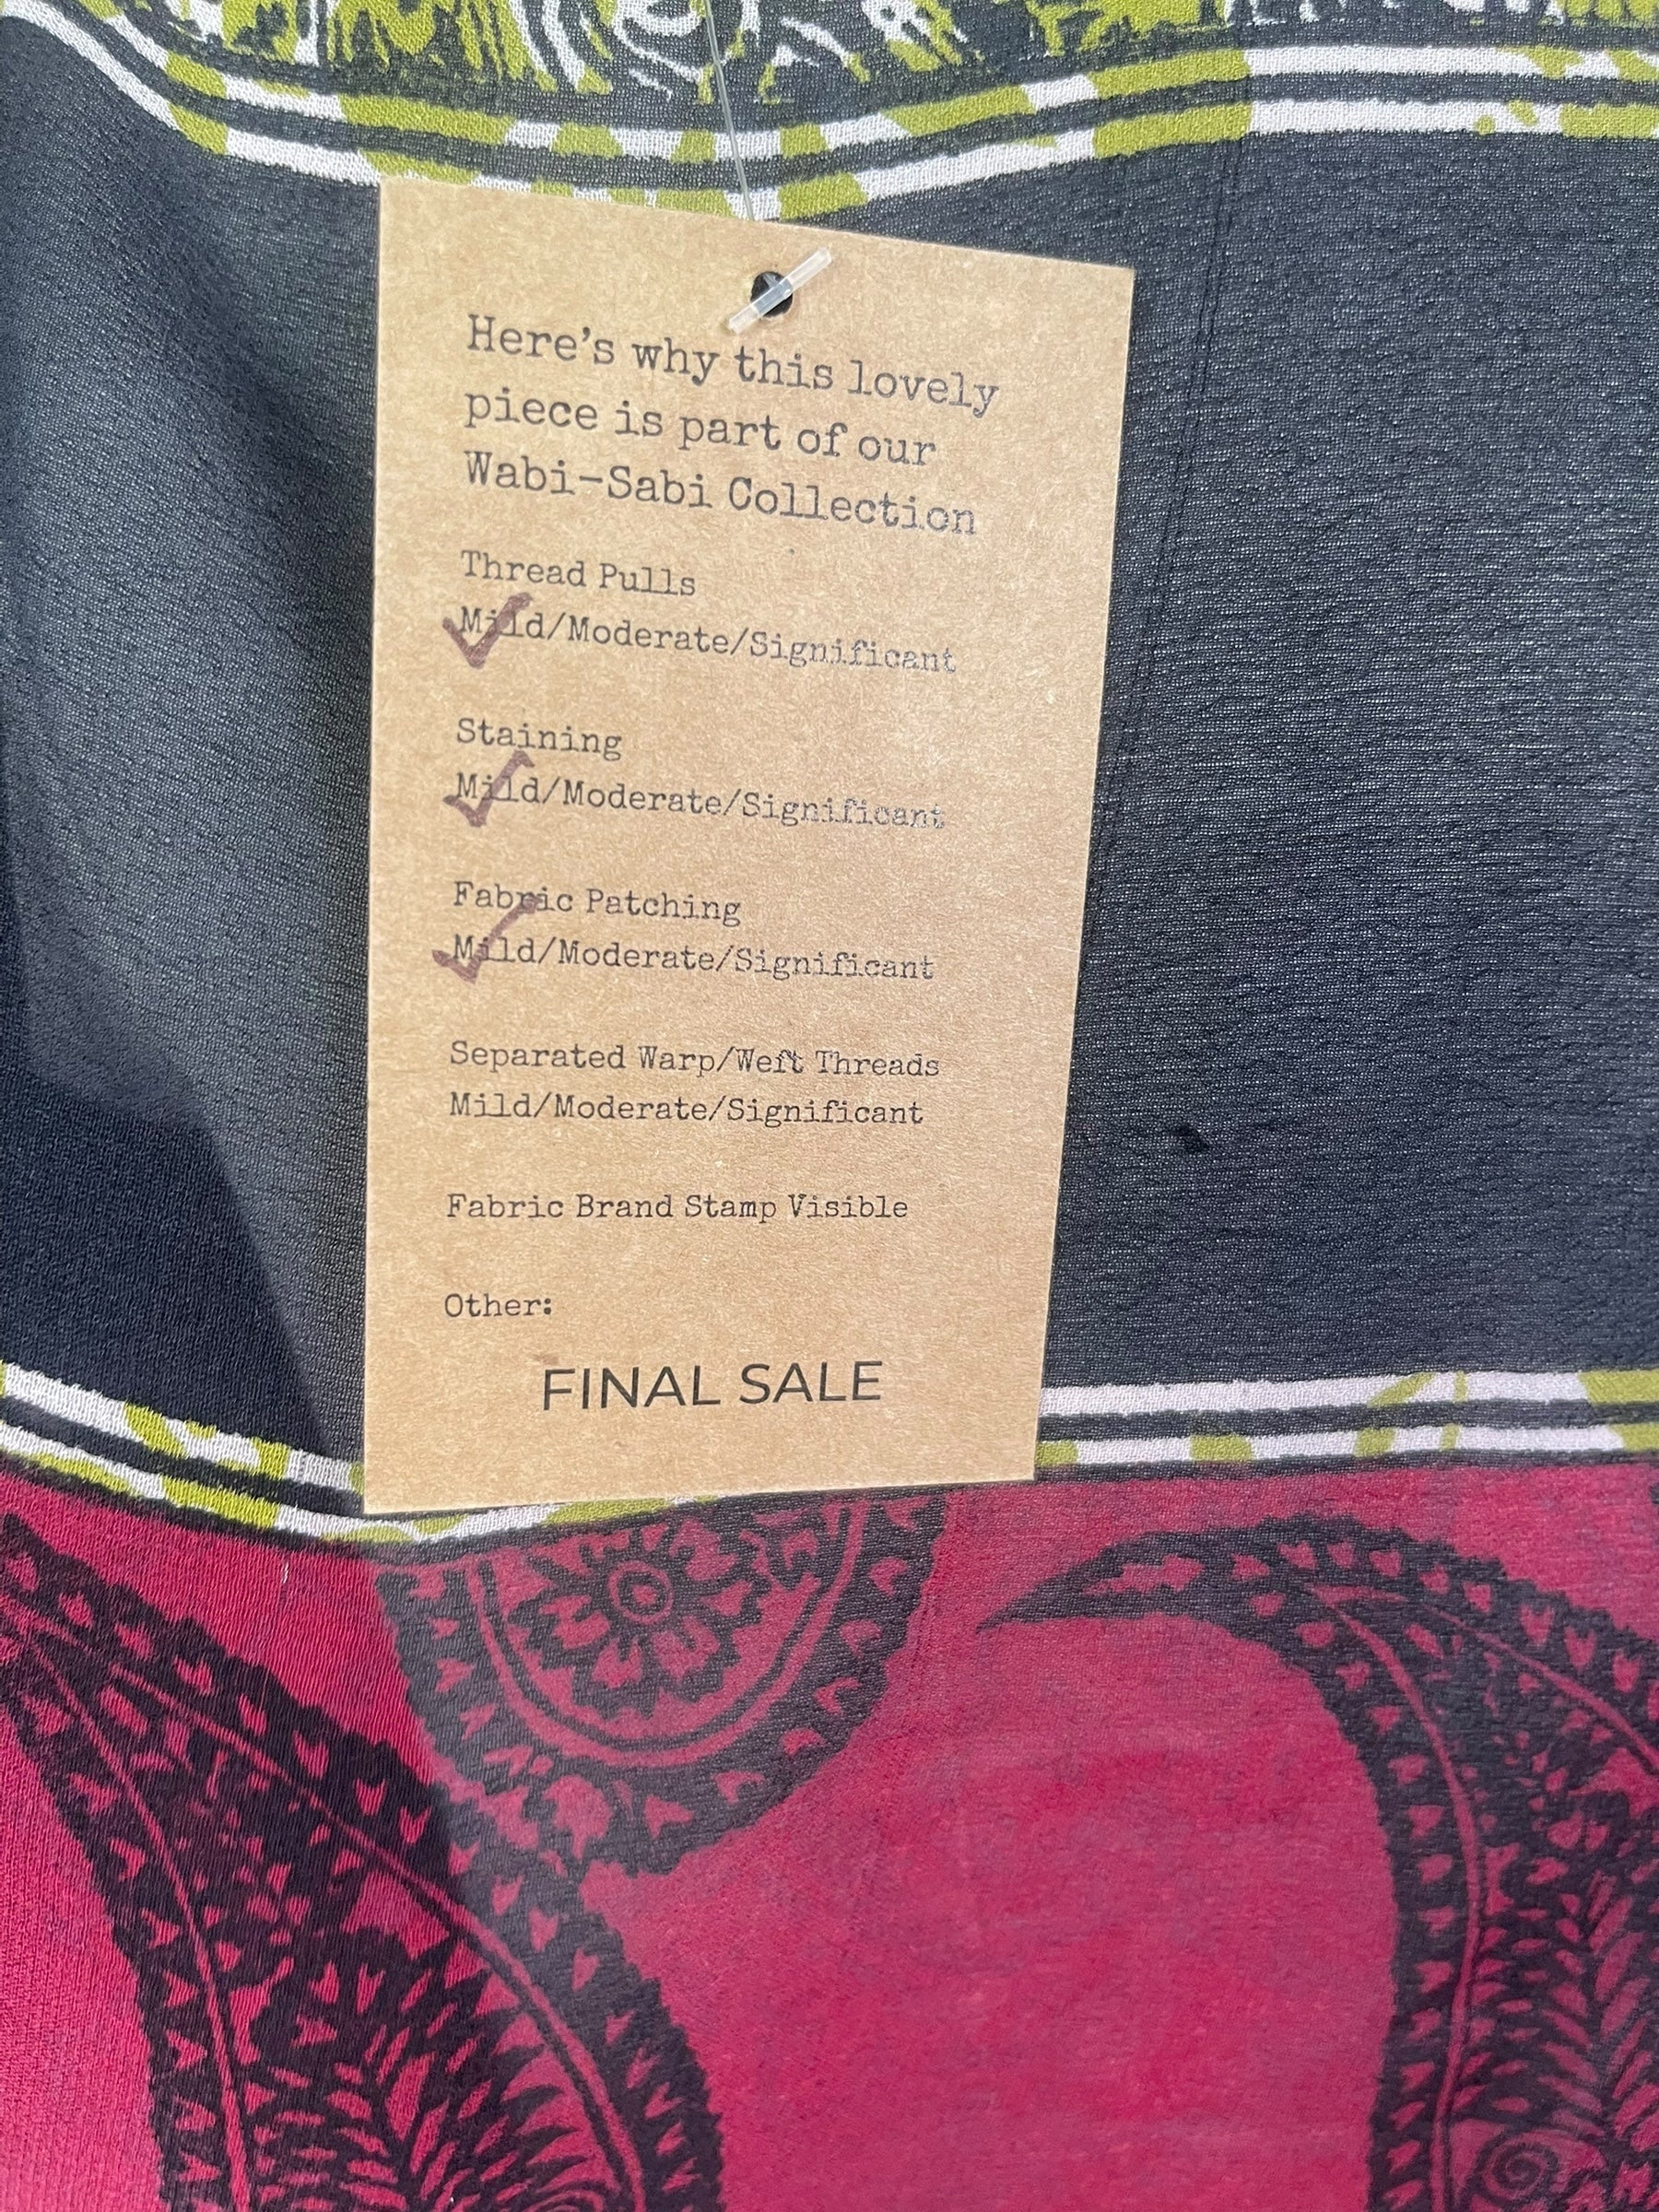 Here's why this lovely
piece is part of our
Wabi-Sabi Collection
Thread Pulls
Mild/Moderate/Significant
Staining
Mild/Moderate/Significant
Fabric Patching
Mild/Moderate/Significant
Separated Warp/Weft Threads
Mild/Moderate/Significant
Fabric Brand Stamp Visible
Other:
FINAL SALE